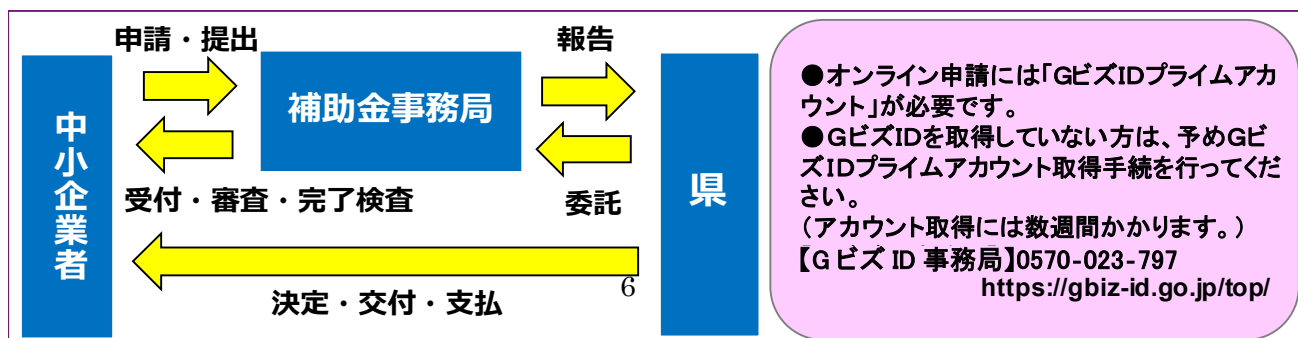 申請・提出
報告
中小企業者
補助金事務局
県
受付・審査・完了検査
委託
決定・交付・支払
6
●オンライン申請には「GビズIDプライムアカ
ウント」が必要です。
●GビズIDを取得していない方は、予めGビ
ズIDプライムアカウント取得手続を行ってくだ
さい。
(アカウント取得には数週間かかります。)
【G ビズ ID 事務局】0570-023-797
https://gbiz-id.go.jp/top/